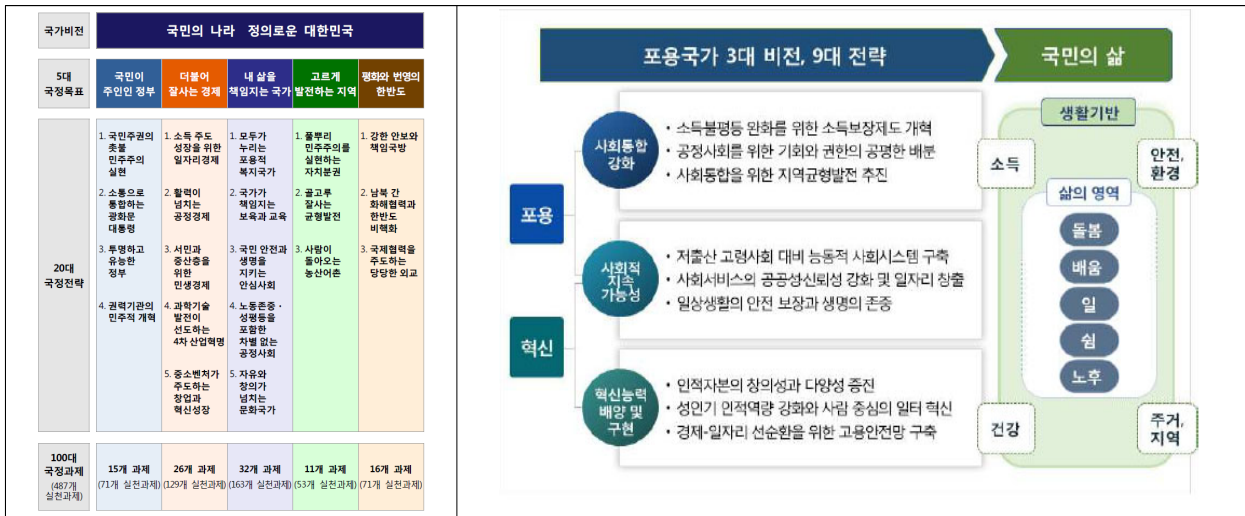 국가비전
국민의 나라 정의로운 대한민국
5대
국정목표
국민이
주인인 정부
더불어
잘사는 경제
내 삶을
책임지는 국가
고르게
발전하는 지역
평화와 번영의
한반도
20대
국정전략
1. 국민주권의
촛불
민주주의
실현
2. 소통으로
통합하는
광화문
대통령
3. 투명하고
유능한
정부
4. 권력기관의
민주적 개혁
1. 소득 주도
성장을 위한
일자리경제
2. 활력이
넘치는
공정경제
3. 서민과
중산층을
위한
민생경제
4. 과학기술
발전이
선도하는
4차 산업혁명
5. 중소벤처가
주도하는
창업과
혁신성장
1. 모두가
누리는
포용적
복지국가
2. 국가가
책임지는
보육과 교육
3. 국민 안전과
생명을
지키는
안심사회
4. 노동존중·
성평등을
포함한
차별 없는
공정사회
5. 자유와
창의가
넘치는
문화국가
1. 풀뿌리
민주주의를
실현하는
자치분권
2. 골고루
잘사는
균형발전
3. 사람이
돌아오는
농산어촌
1. 강한 안보와
책임국방
2. 남북 간
화해협력과
한반도
비핵화
3. 국제협력을
주도하는
당당한 외교
100대
국정과제
(487개
실천과제)
15개 과제
(71개 실천과제)
26개 과제
(129개 실천과제)
32개 과제
(163개 실천과제)
11개 과제
(53개 실천과제)
16개 과제
(71개 실천과제)
포용국가 3대 비전, 9대 전략
국민의 삶
포용
혁신
사회통합
강화
• 소득불평등 완화를 위한 소득보장제도 개혁
• 공정사회를 위한 기회와 권한의 공평한 배분
• 사회통합을 위한 지역균형발전 추진
사회적
지속
가능성
• 저출산 고령사회 대비 능동적 사회시스템 구축
• 사회서비스의 공공성신뢰성 강화 및 일자리 창출
• 일상생활의 안전 보장과 생명의 존중
혁신능력
배양 및
구현
• 인적자본의 창의성과 다양성 증진
• 성인기 인적역량 강화와 사람 중심의 일터 혁신
• 경제-일자리 선순환을 위한 고용안전망 구축
생활기반
소득
안전,
환경
삶의 영역
돌봄
배움
일
쉼
노후
건강
주거,
지역